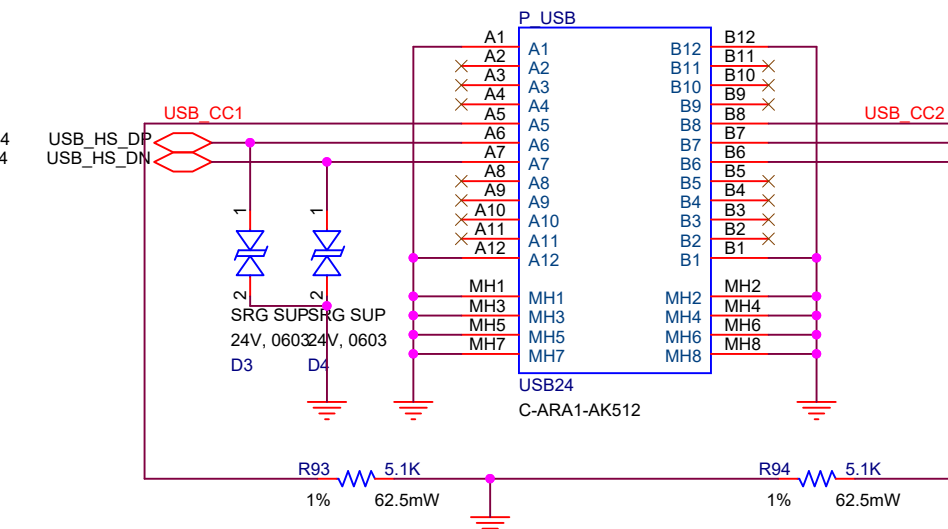 P_USB
A1 A1 B12 B12
A2 A2 B11 B11
A3 A3 B10 B10
A4 A4 B9 B9
USB_CC1 A5 A5 B8 B8 USB_CC2
4 USB_HS_DP A6 A6 B7 B7
4 USB_HS_DN A7 A7 B6 B6
A8 A8 B5 B5
A9 A9 B4 B4
1 1 A10 A10 B3 B3
A11 A11 B2 B2
A12 A12 B1 B1
2 2 MH1 MH1 MH2 MH2
SRG SUP SRG SUP MH3 MH3 MH4 MH4
24V, 0603 24V, 0603 MH5 MH5 MH6 MH6
D3 D4 MH7 MH7 MH8 MH8
USB24
C-ARA1-AK512
R93 5.1K R94 5.1K
1% 62.5mW 1% 62.5mW